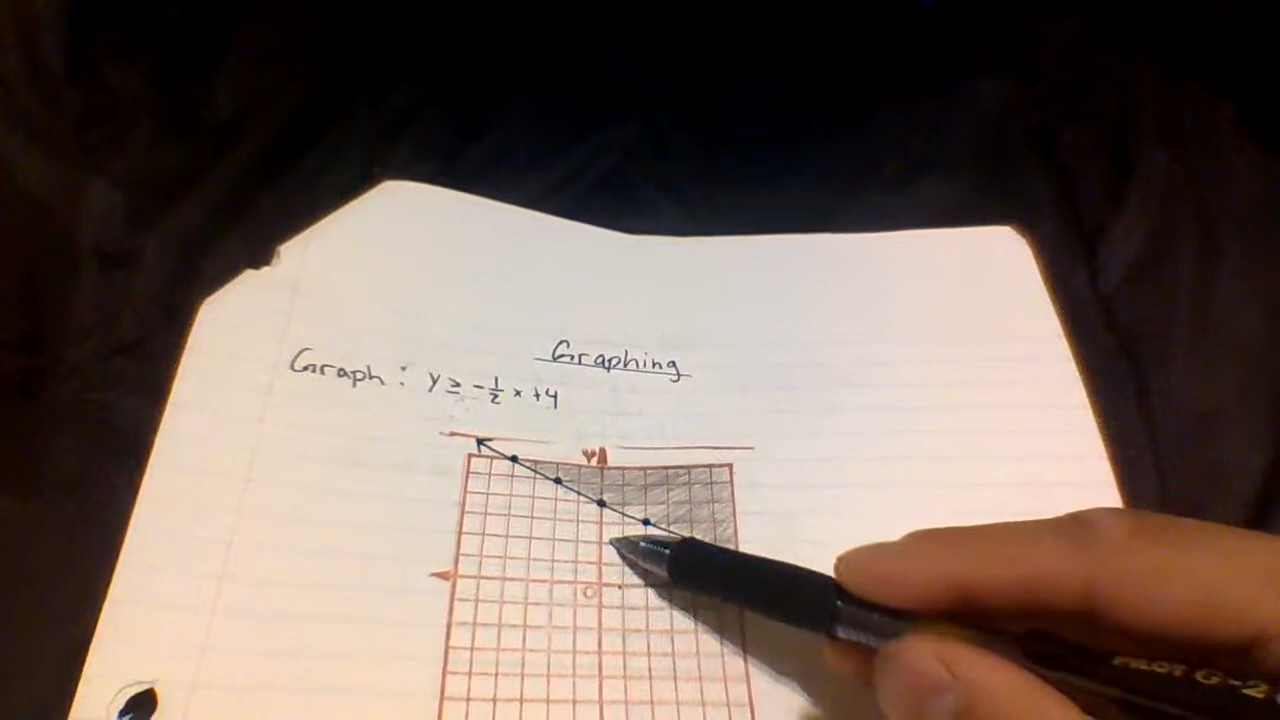 Graphing
Graph: y ≥ -1/2 x + 4
Y
O
PILOT G-2